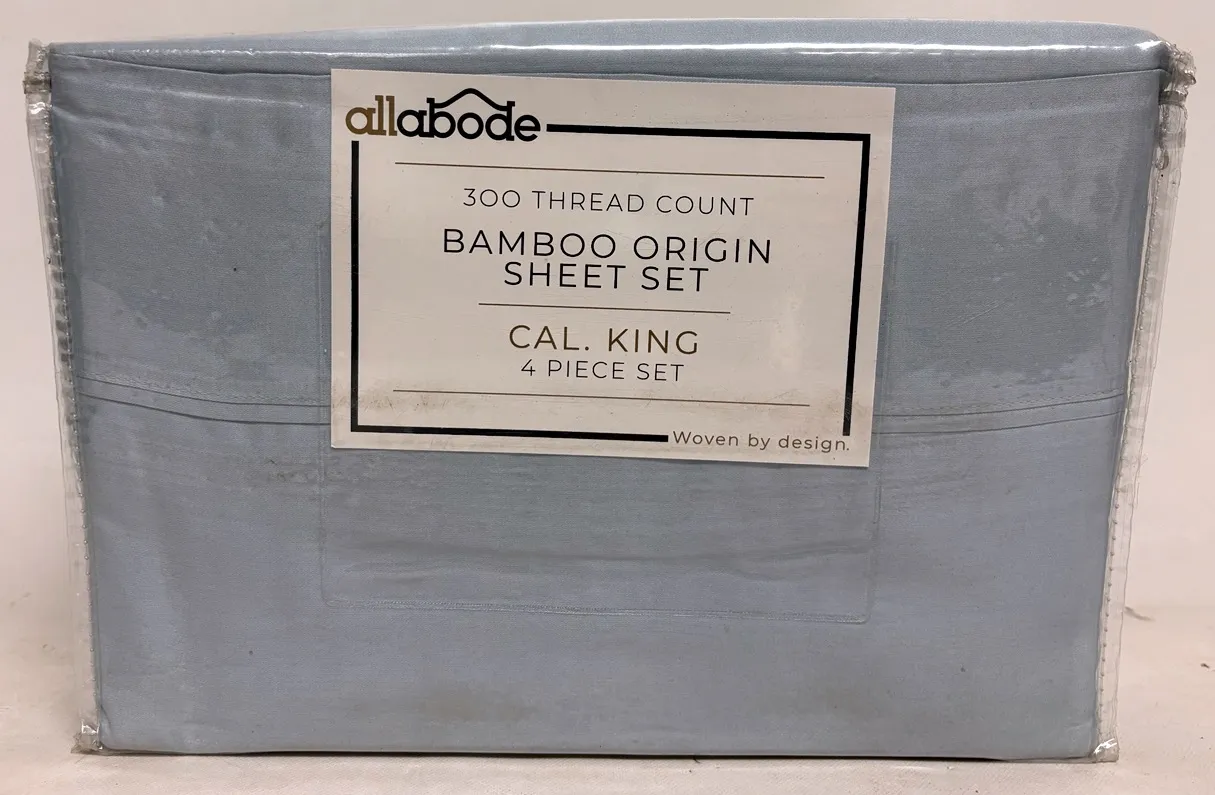 allabode
300 THREAD COUNT
BAMBOO ORIGIN
SHEET SET
CAL. KING
4 PIECE SET
Woven by design.